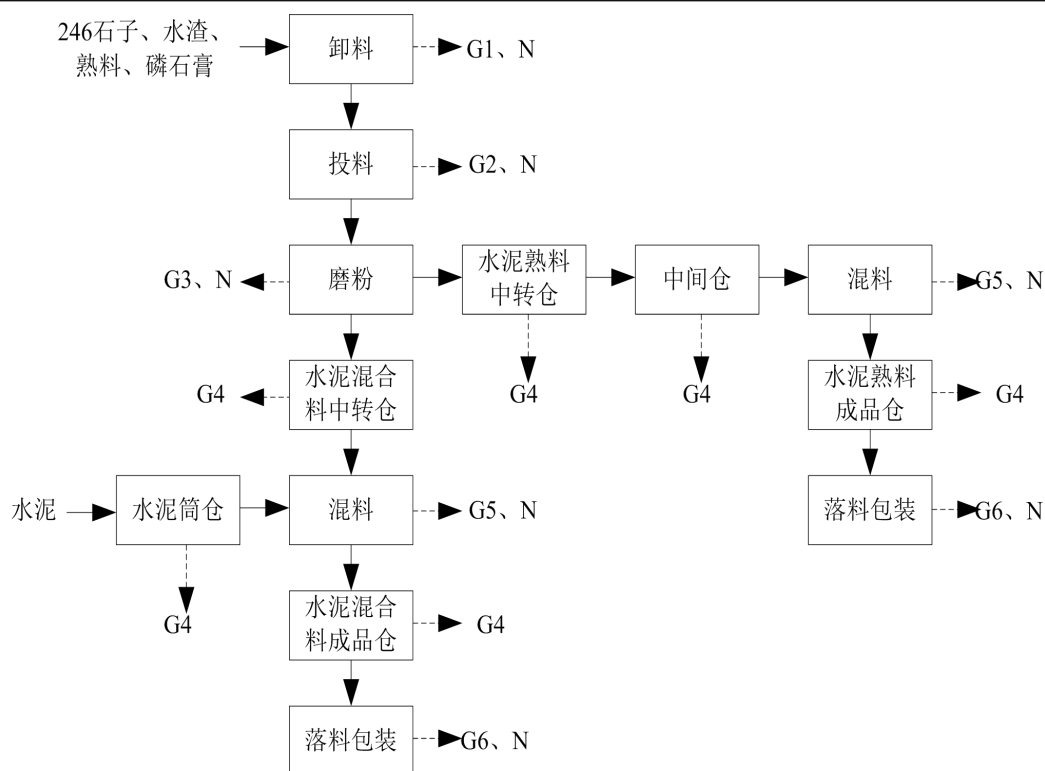 246石子、水渣、
熟料、磷石膏
卸料
G1、N
投料
G2、N
G3、N
磨粉
水泥熟料
中转仓
中间仓
混料
G5、N
G4
水泥混合
料中转仓
G4
G4
水泥熟料
成品仓
G4
水泥
水泥筒仓
混料
G5、N
落料包装
G6、N
G4
水泥混合
料成品仓
G4
落料包装
G6、N